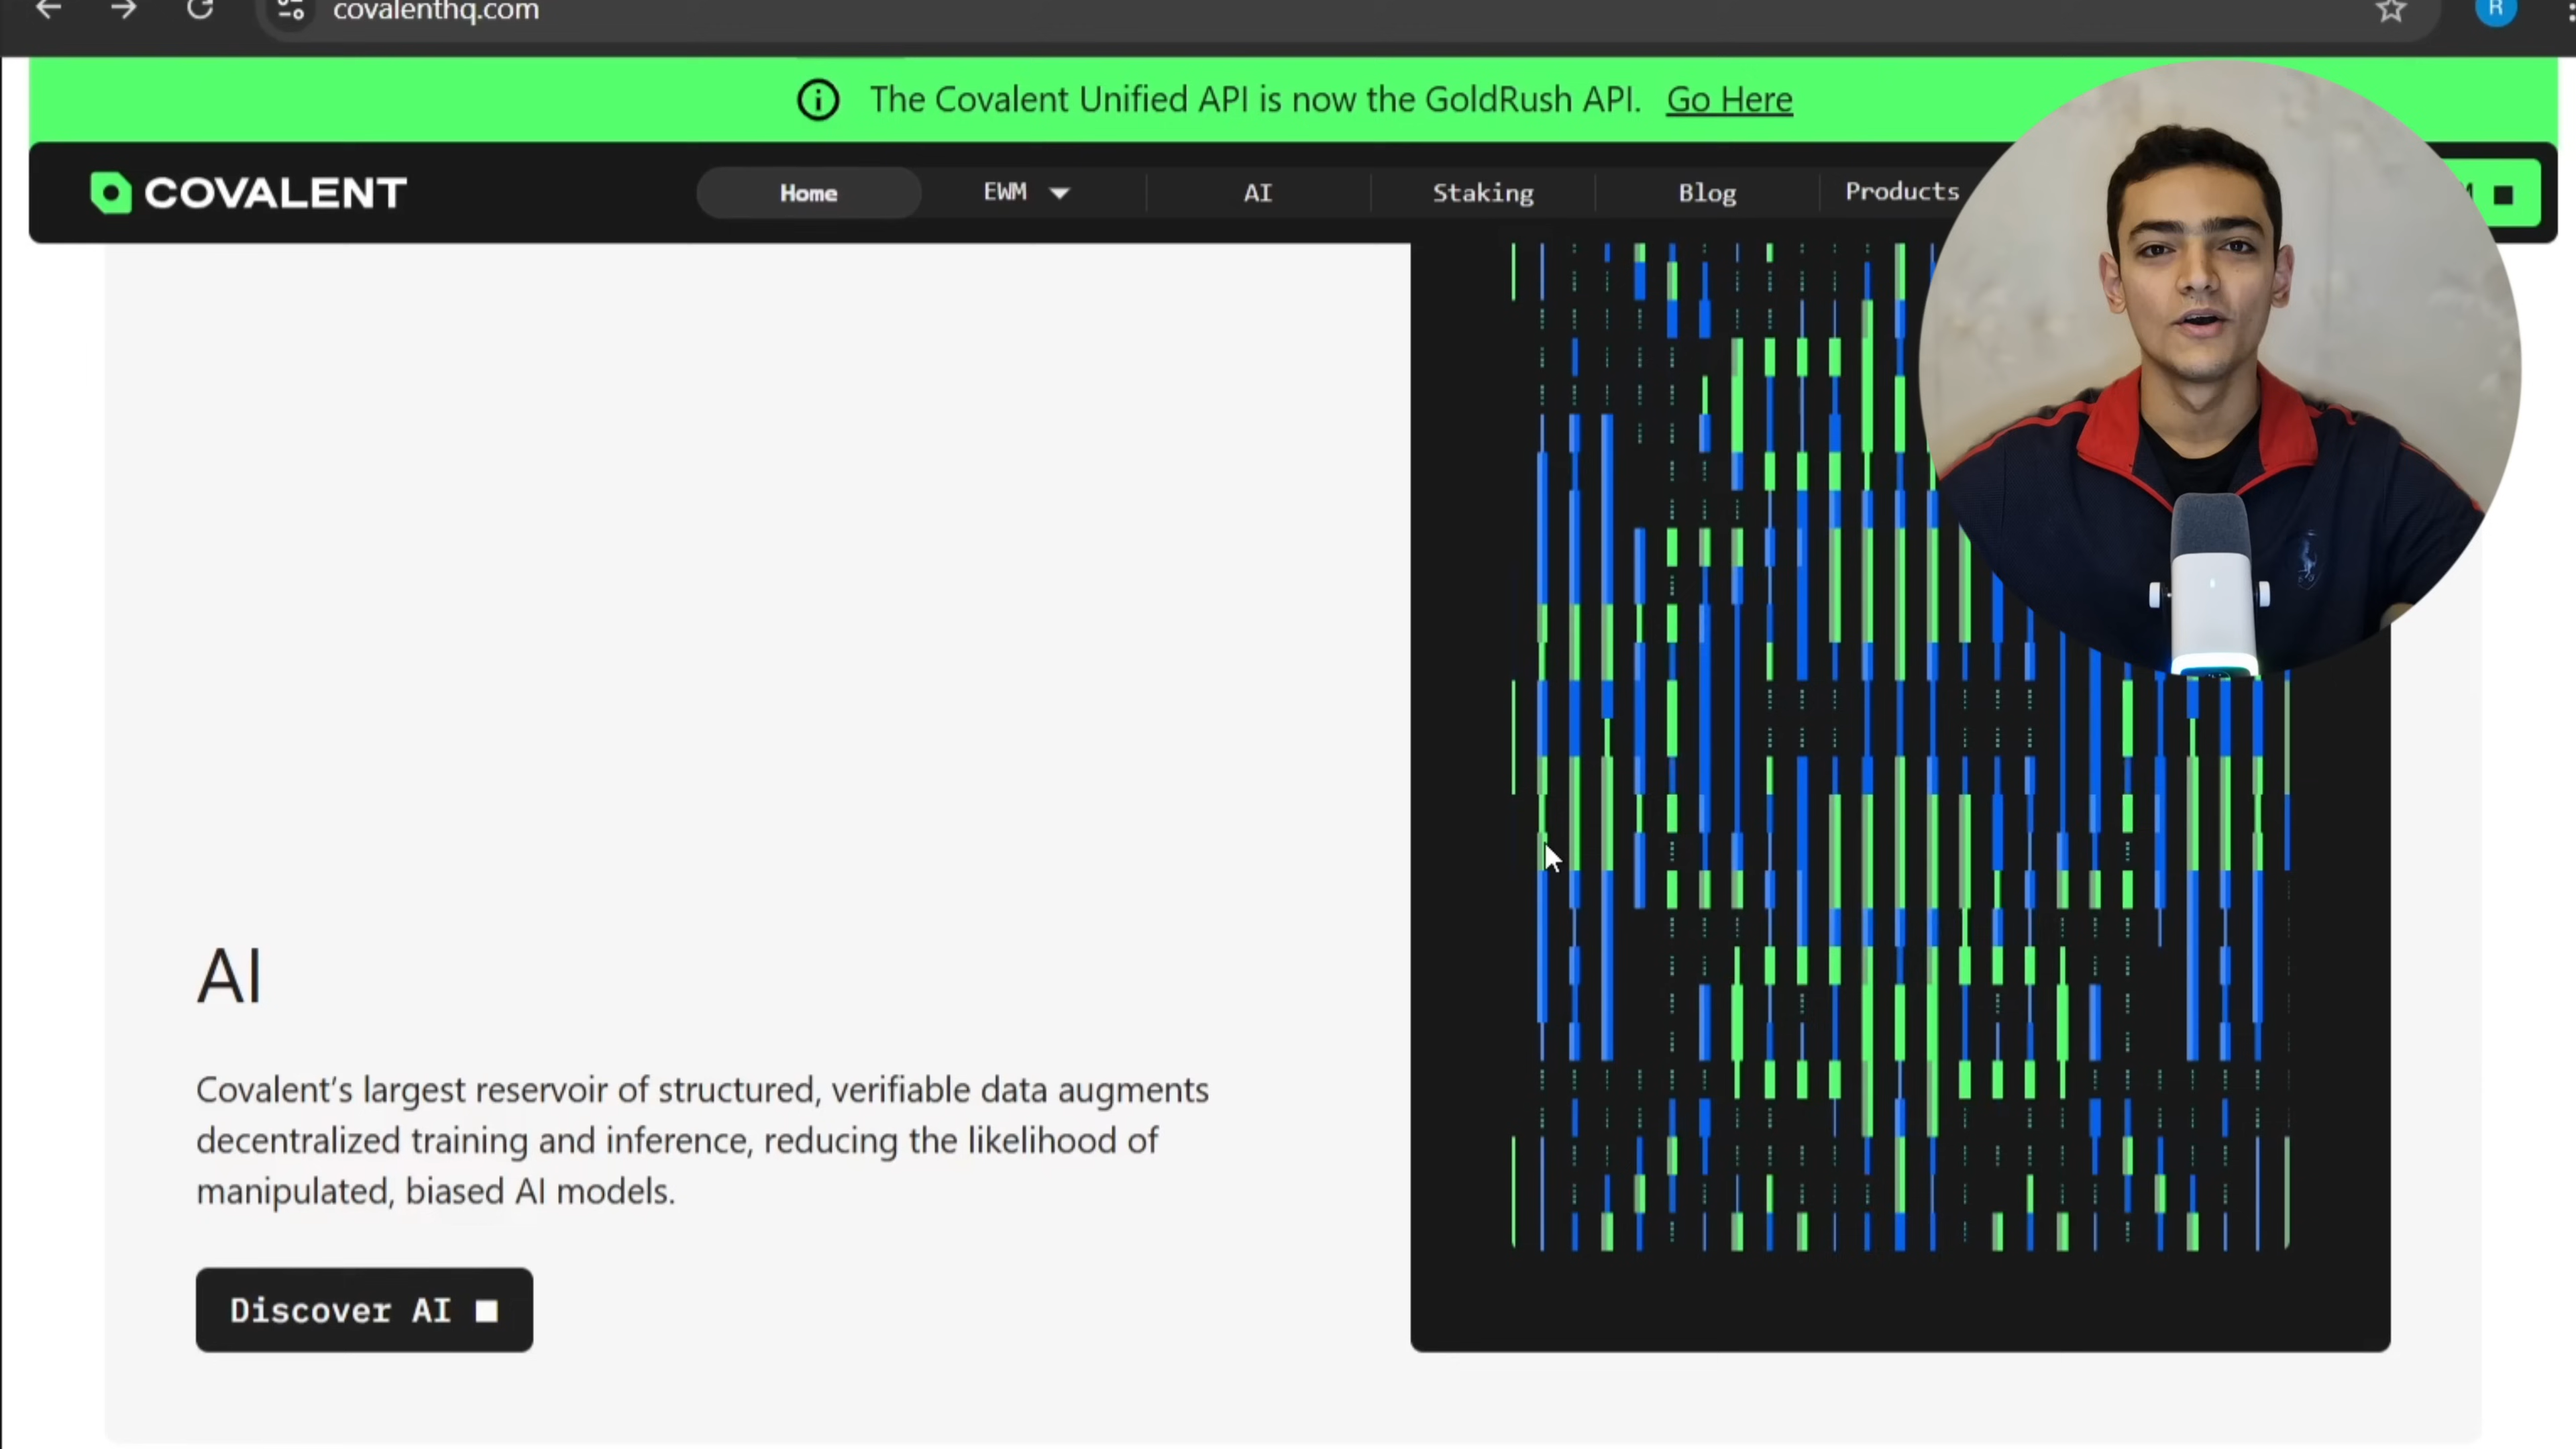 covalenthq.com
R
The Covalent Unified API is now the GoldRush API. Go Here
COVALENT
Home
EWM
AI
Staking
Blog
Products
AI
Covalent's largest reservoir of structured, verifiable data augments
decentralized training and inference, reducing the likelihood of
manipulated, biased AI models.
Discover AI